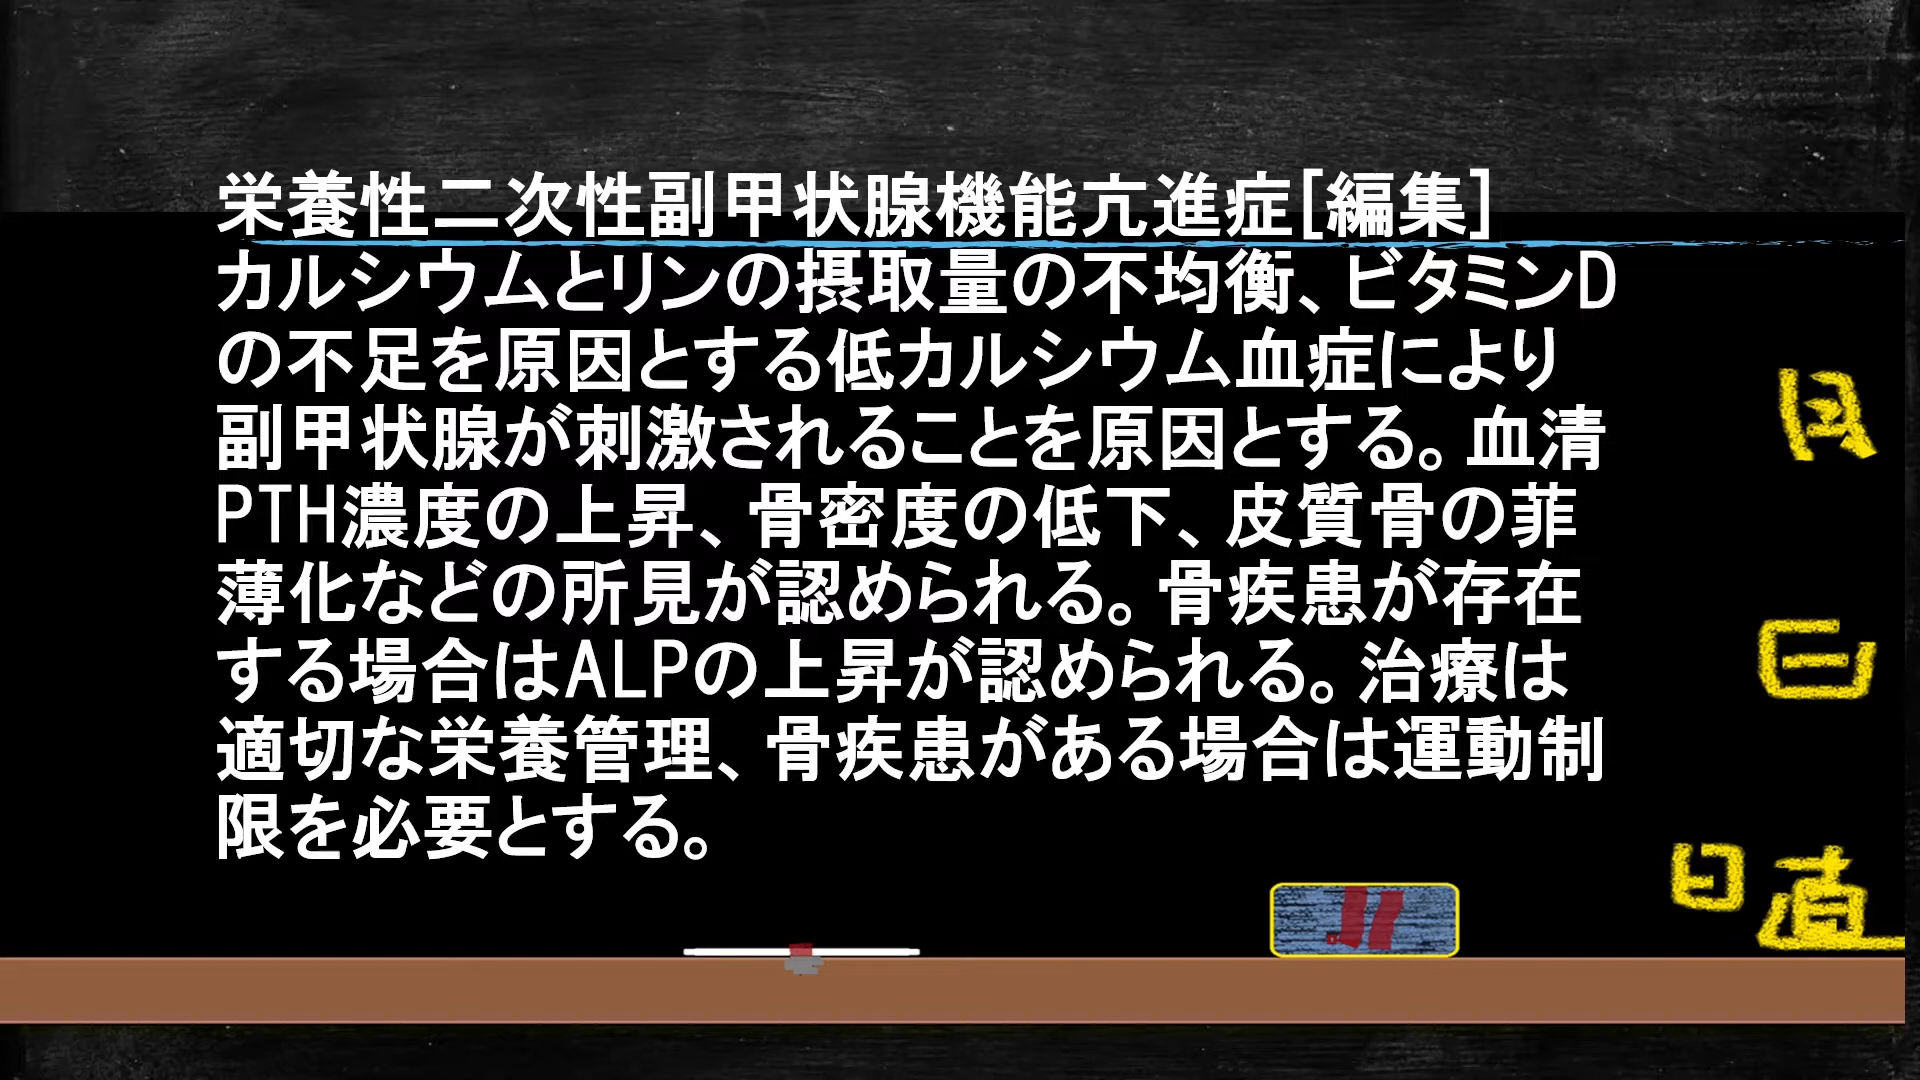 栄養性二次性副甲状腺機能亢進症[編集]
カルシウムとリンの摂取量の不均衡、ビタミンD
の不足を原因とする低カルシウム血症により
副甲状腺が刺激されることを原因とする。血清
PTH濃度の上昇、骨密度の低下、皮質骨の菲
薄化などの所見が認められる。骨疾患が存在
する場合はALPの上昇が認められる。治療は
適切な栄養管理、骨疾患がある場合は運動制
限を必要とする。
月
日
日直